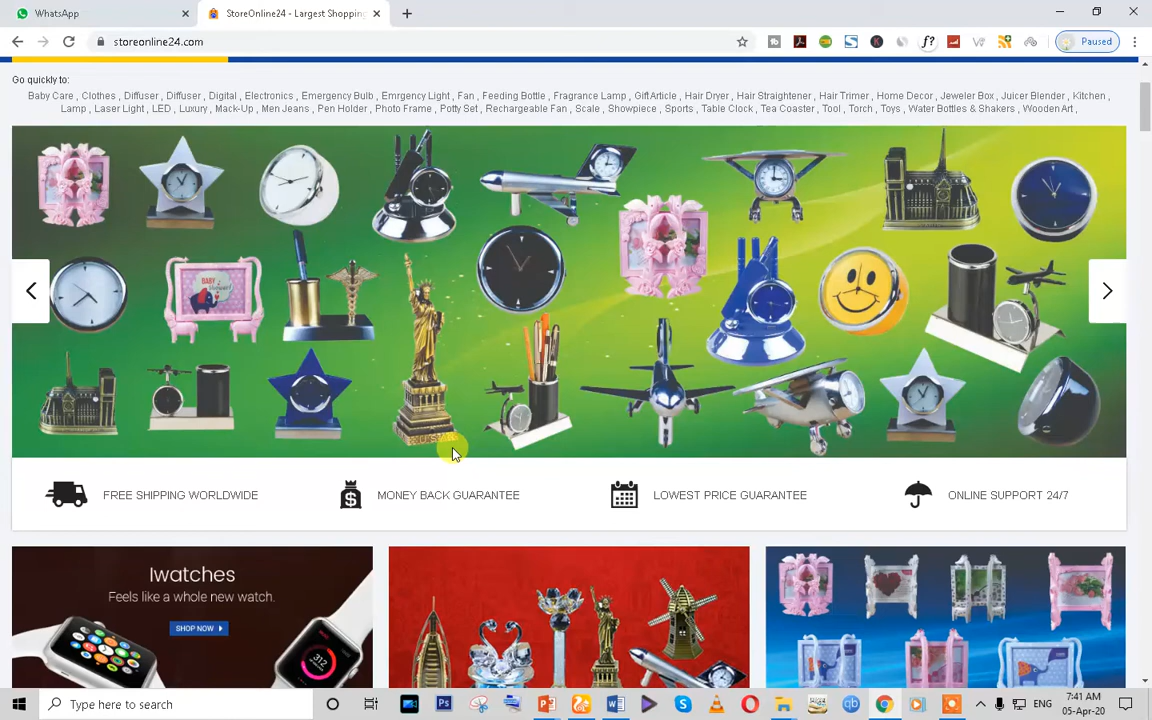 WhatsApp
StoreOnline24 - Largest Shopping
storeonline24.com
Paused
Go quickly to:
Baby Care , Clothes , Diffuser , Diffuser , Digital , Electronics , Emergency Bulb , Emrgency Light , Fan , Feeding Bottle , Fragrance Lamp , Gift Article , Hair Dryer , Hair Straightener , Hair Trimer , Home Decor , Jeweler Box , Juicer Blender , Kitchen ,
Lamp , Laser Light , LED , Luxury , Mack-Up , Men Jeans , Pen Holder , Photo Frame , Potty Set , Rechargeable Fan , Scale , Showpiece , Sports , Table Clock , Tea Coaster , Tool , Torch , Toys , Water Bottles & Shakers , Wooden Art ,
FREE SHIPPING WORLDWIDE
MONEY BACK GUARANTEE
LOWEST PRICE GUARANTEE
ONLINE SUPPORT 24/7
Iwatches
Feels like a whole new watch.
SHOP NOW
312
Type here to search
ENG
7:41 AM
05-Apr-20